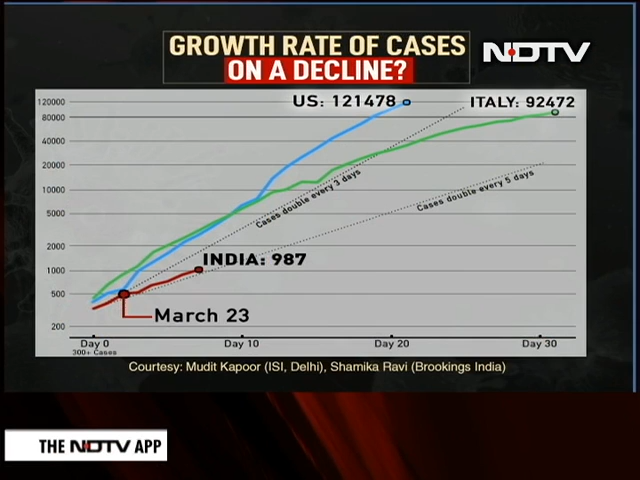 GROWTH RATE OF CASES
ON A DECLINE?
NDTV
120000
80000
40000
20000
10000
5000
2000
1000
500
200
US: 121478
ITALY: 92472
Cases double every 3 days
Cases double every 5 days
INDIA: 987
March 23
Day 0
300+ Cases
Day 10
Day 20
Day 30
Courtesy: Mudit Kapoor (ISI, Delhi), Shamika Ravi (Brookings India)
THE NDTV APP